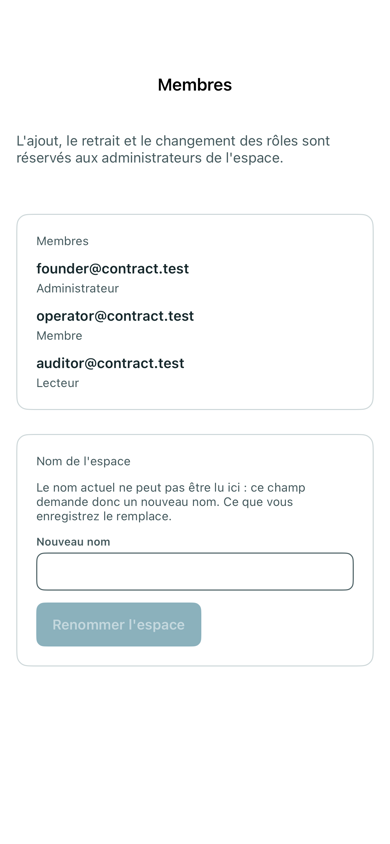 Membres
L'ajout, le retrait et le changement des rôles sont
réservés aux administrateurs de l'espace.
Membres
founder@contract.test
Administrateur
operator@contract.test
Membre
auditor@contract.test
Lecteur
Nom de l'espace
Le nom actuel ne peut pas être lu ici : ce champ
demande donc un nouveau nom. Ce que vous
enregistrez le remplace.
Nouveau nom
Renommer l'espace